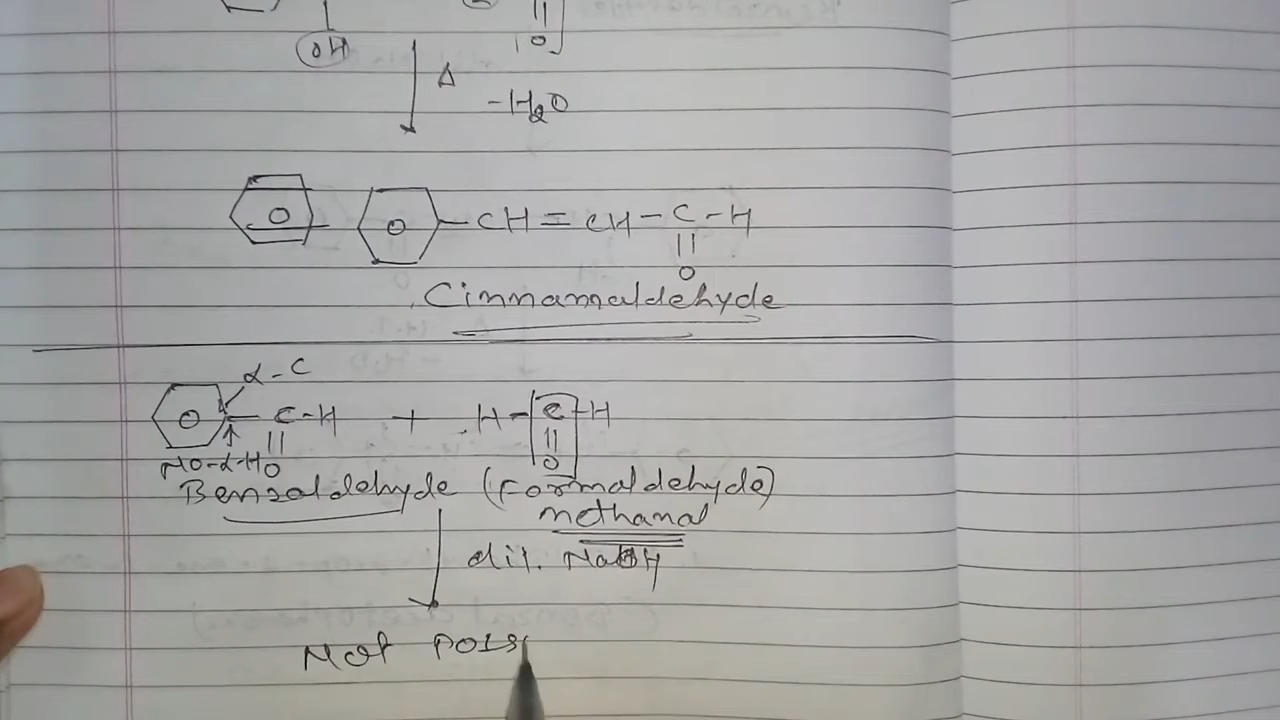 OH
O
Δ
-H₂O
CH = CH - C - H
O
Cinnamaldehyde
α - C
C - H + H - C - H
No-α-H O O
Benzaldehyde (Formaldehyde)
methanal
dil. NaOH
Not Poss